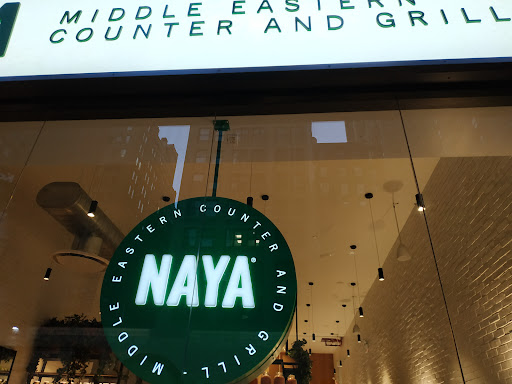 MIDDLE EASTERN
COUNTER AND GRILL
NAYA®
MIDDLE EASTERN COUNTER AND GRILL •